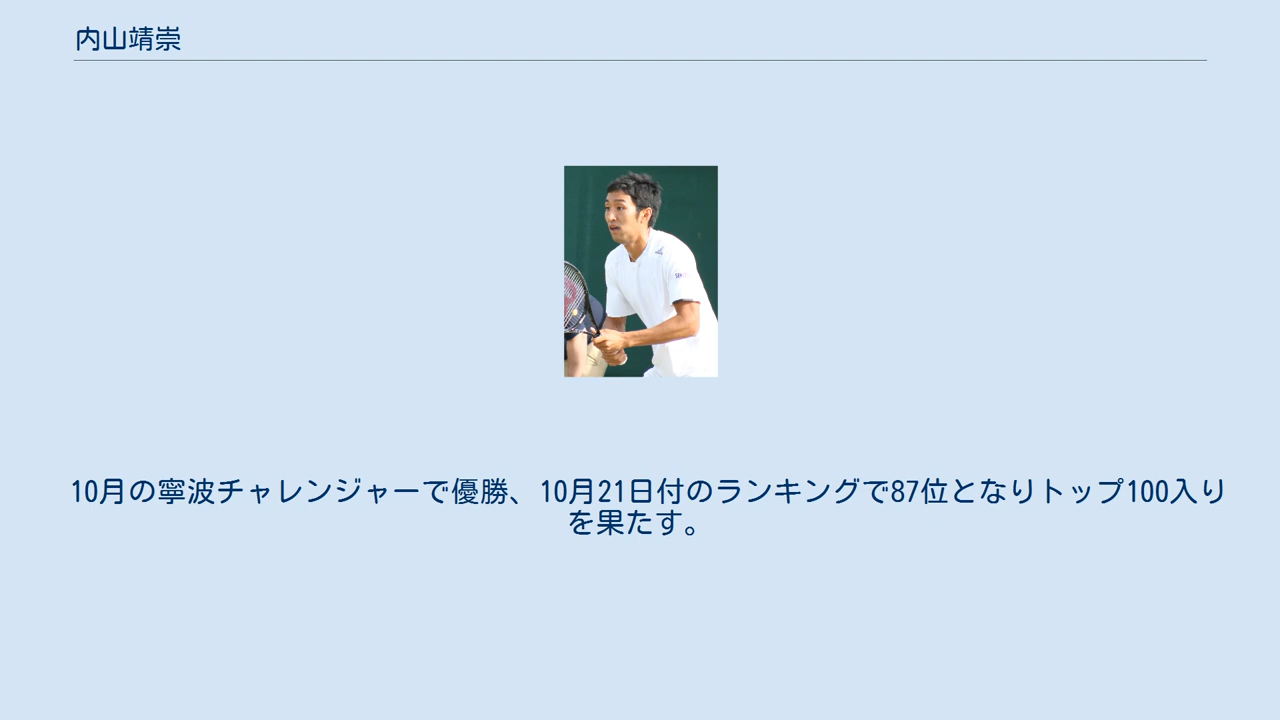 内山靖崇
10月の寧波チャレンジャーで優勝、10月21日付のランキングで87位となりトップ100入り
を果たす。